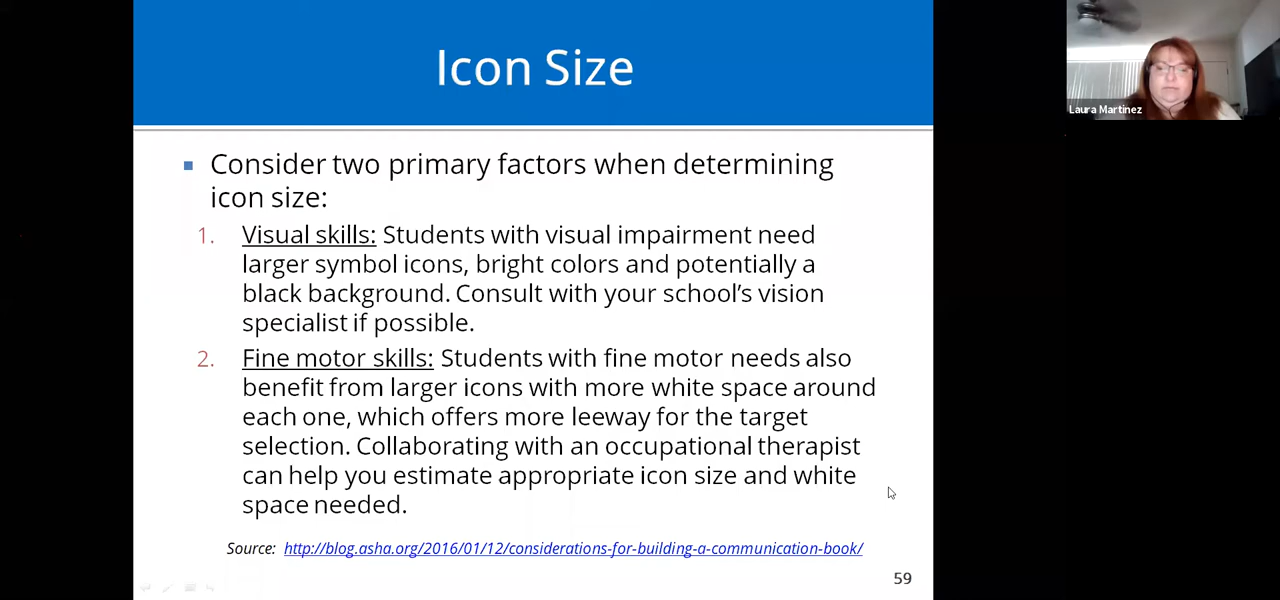 Icon Size
Laura Martinez
▪ Consider two primary factors when determining
icon size:
1. Visual skills: Students with visual impairment need
larger symbol icons, bright colors and potentially a
black background. Consult with your school's vision
specialist if possible.
2. Fine motor skills: Students with fine motor needs also
benefit from larger icons with more white space around
each one, which offers more leeway for the target
selection. Collaborating with an occupational therapist
can help you estimate appropriate icon size and white
space needed.
Source: http://blog.asha.org/2016/01/12/considerations-for-building-a-communication-book/
59